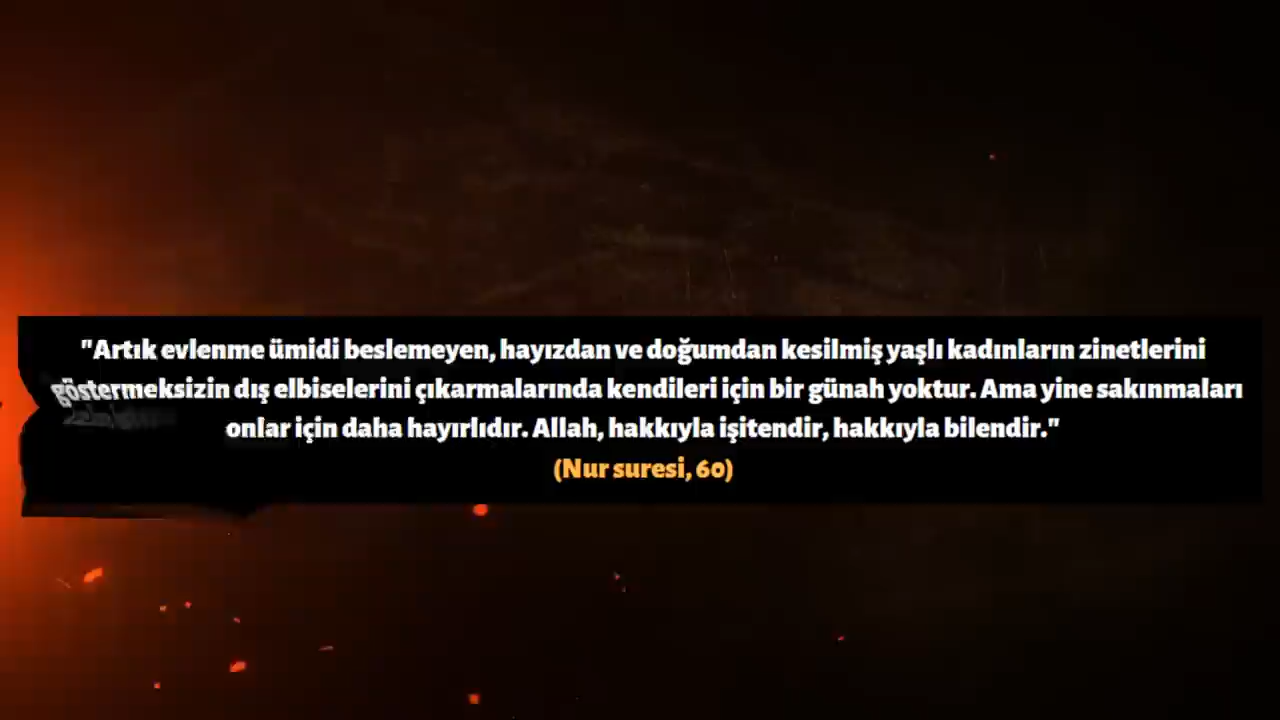 "Artık evlenme ümidi beslemeyen, hayızdan ve doğumdan kesilmiş yaşlı kadınların zinetlerini
göstermeksizin dış elbiselerini çıkarmalarında kendileri için bir günah yoktur. Ama yine sakınmaları
onlar için daha hayırlıdır. Allah, hakkıyla işitendir, hakkıyla bilendir."
(Nur suresi, 60)